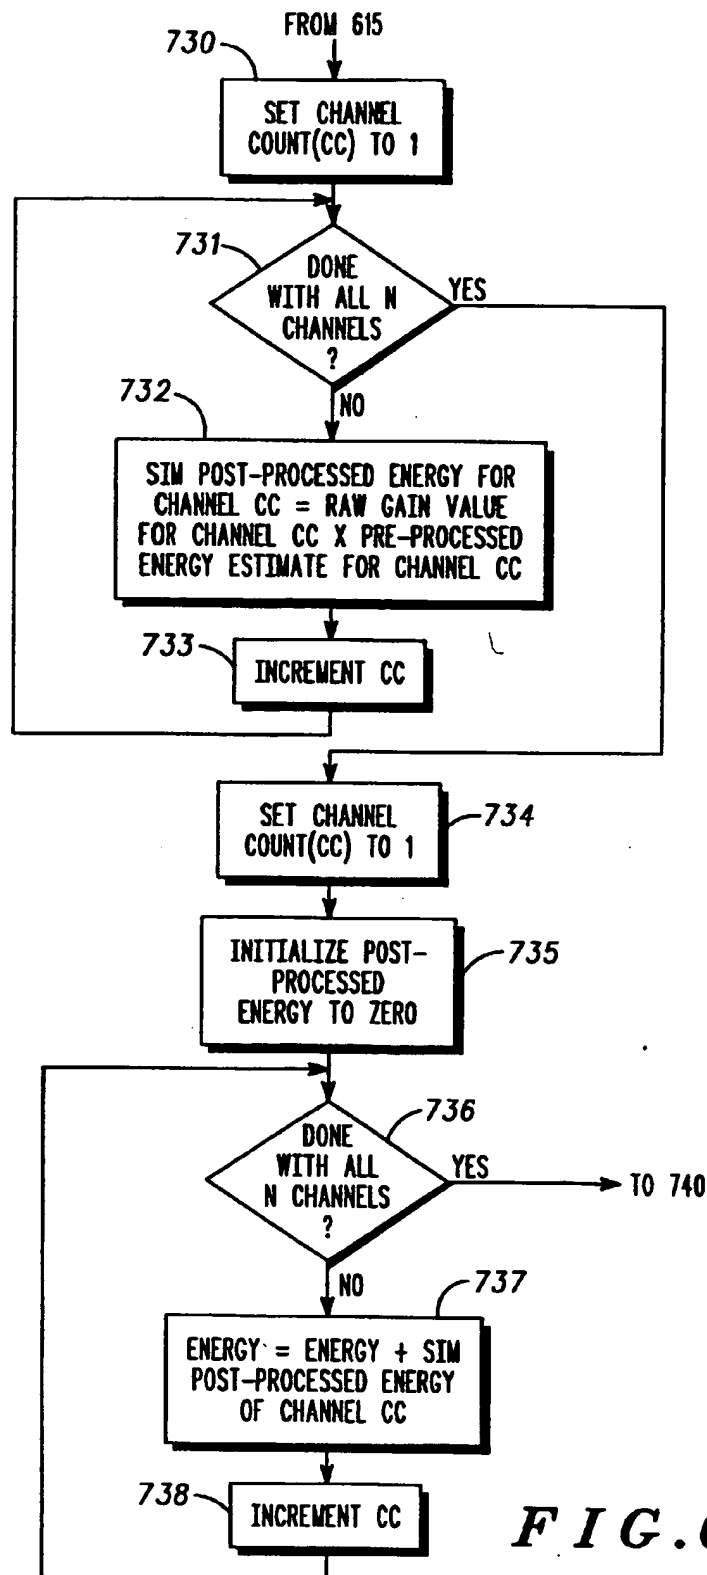 FROM 615
730
SET CHANNEL
COUNT(CC) TO 1
731
DONE
WITH ALL N
CHANNELS
?
YES
NO
732
SIM POST-PROCESSED ENERGY FOR
CHANNEL CC = RAW GAIN VALUE
FOR CHANNEL CC X PRE-PROCESSED
ENERGY ESTIMATE FOR CHANNEL CC
733
INCREMENT CC
SET CHANNEL
COUNT(CC) TO 1
734
INITIALIZE POST-
PROCESSED
ENERGY TO ZERO
735
736
DONE
WITH ALL
N CHANNELS
?
YES
TO 740
NO
737
ENERGY = ENERGY + SIM
POST-PROCESSED ENERGY
OF CHANNEL CC
738
INCREMENT CC
FIG.